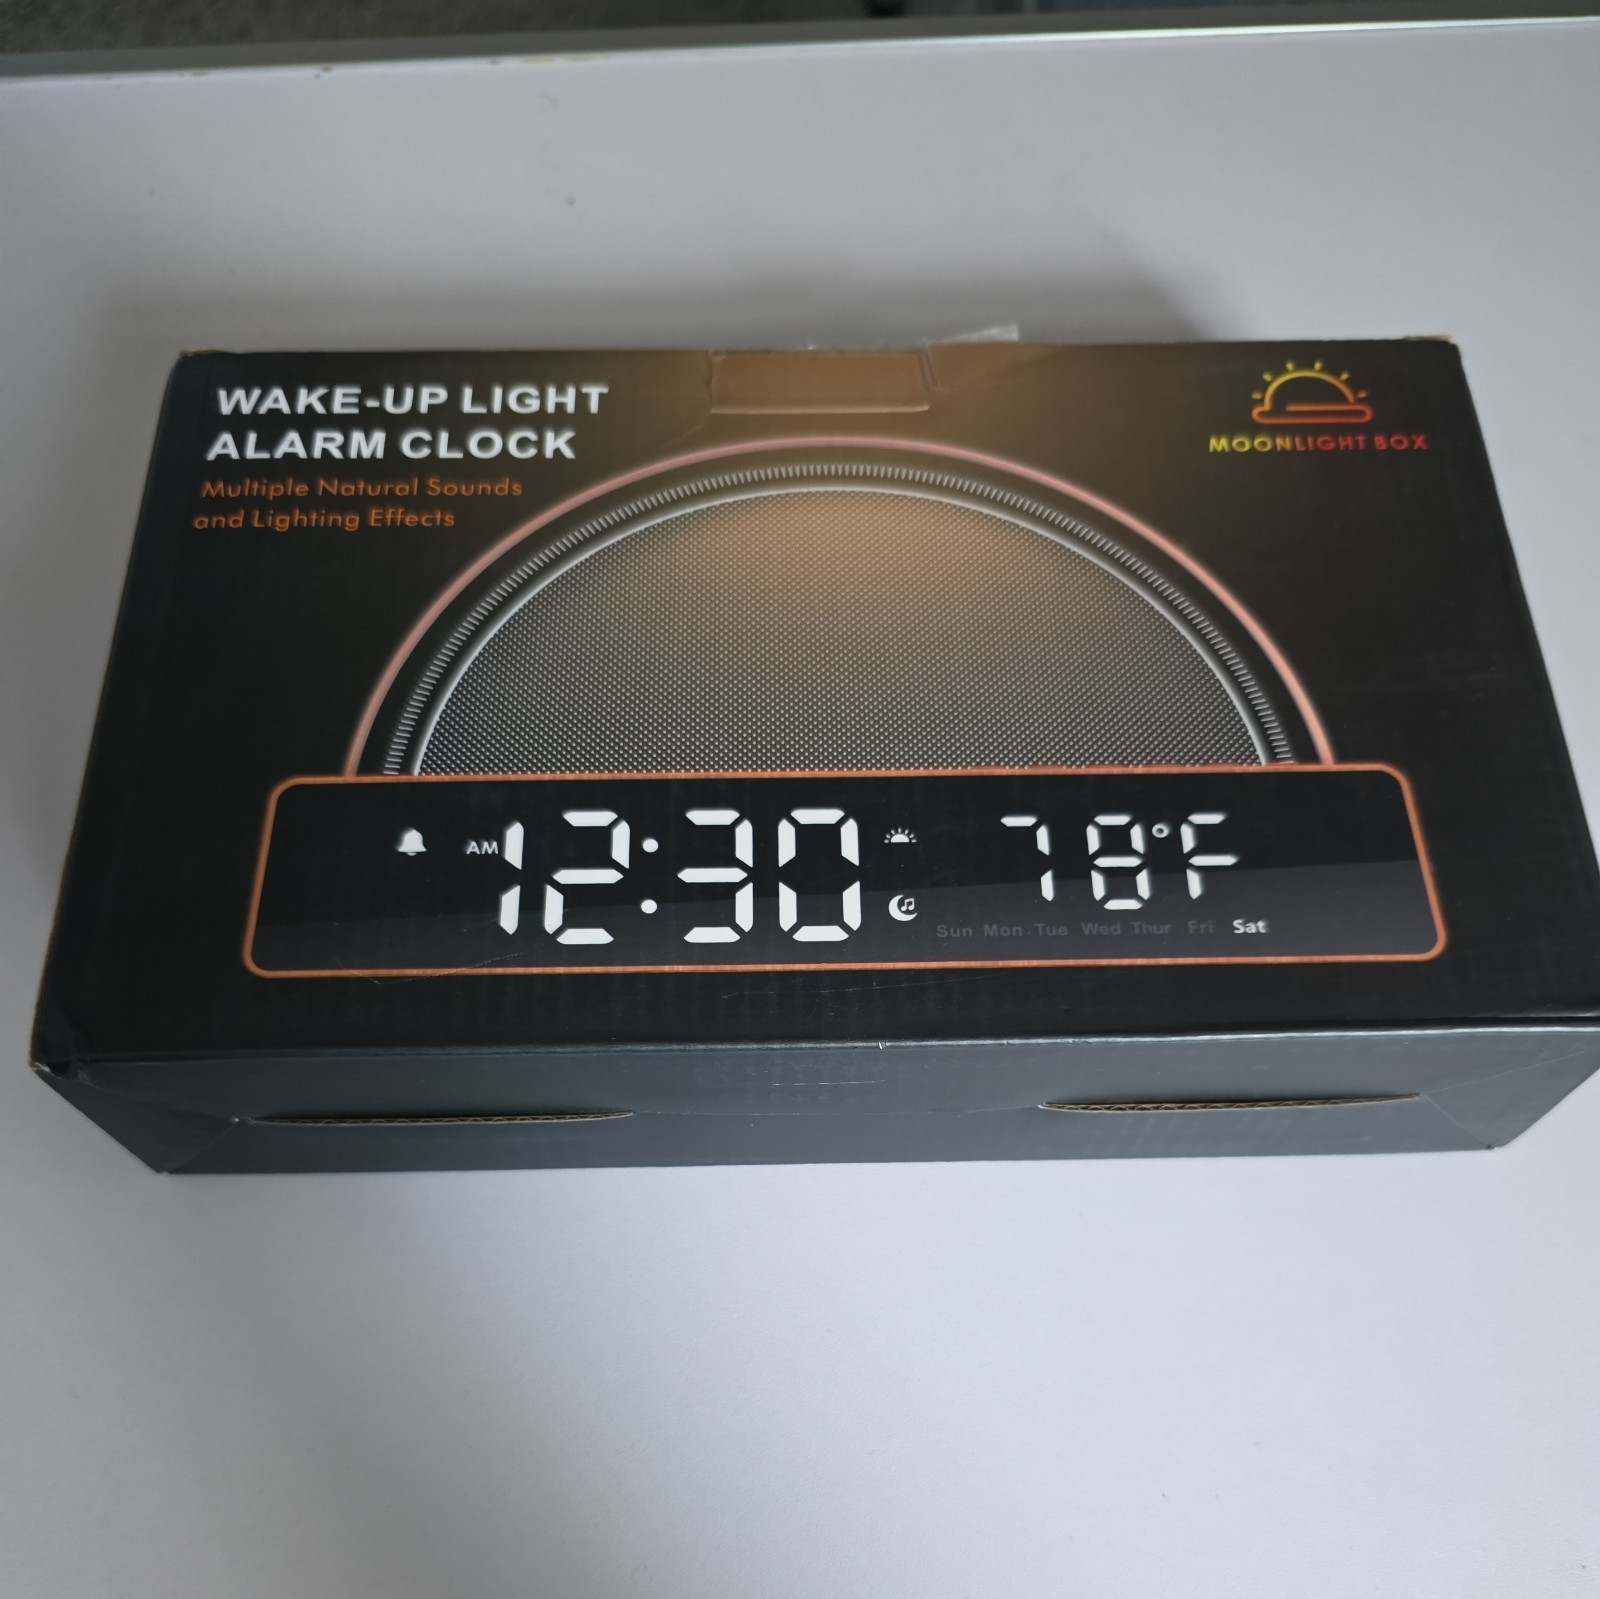 WAKE-UP LIGHT
ALARM CLOCK
Multiple Natural Sounds
and Lighting Effects
MOONLIGHT BOX
AM 12:30 78°F
Sun Mon Tue Wed Thur Fri Sat